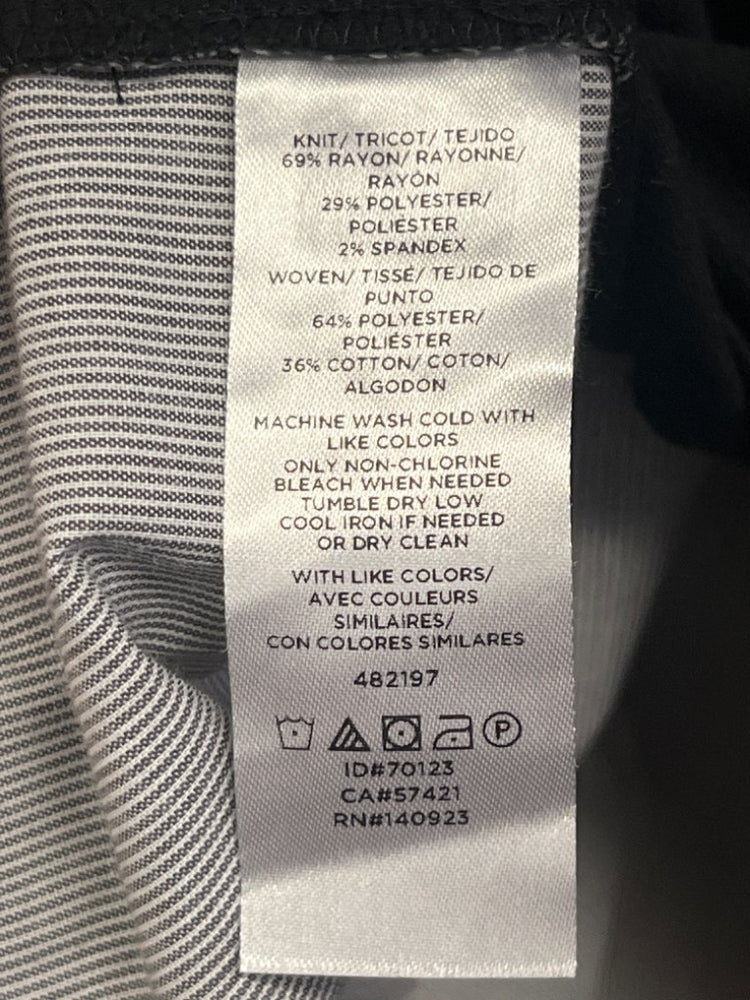 KNIT/ TRICOT/ TEJIDO
69% RAYON/ RAYONNE/
RAYÓN
29% POLYESTER/
POLIESTER
2% SPANDEX
WOVEN/ TISSÉ/ TEJIDO DE
PUNTO
64% POLYESTER/
POLIÉSTER
36% COTTON/ COTON/
ALGODON
MACHINE WASH COLD WITH
LIKE COLORS
ONLY NON-CHLORINE
BLEACH WHEN NEEDED
TUMBLE DRY LOW
COOL IRON IF NEEDED
OR DRY CLEAN
WITH LIKE COLORS/
AVEC COULEURS
SIMILAIRES/
CON COLORES SIMILARES
482197
P
ID#70123
CA#57421
RN#140923